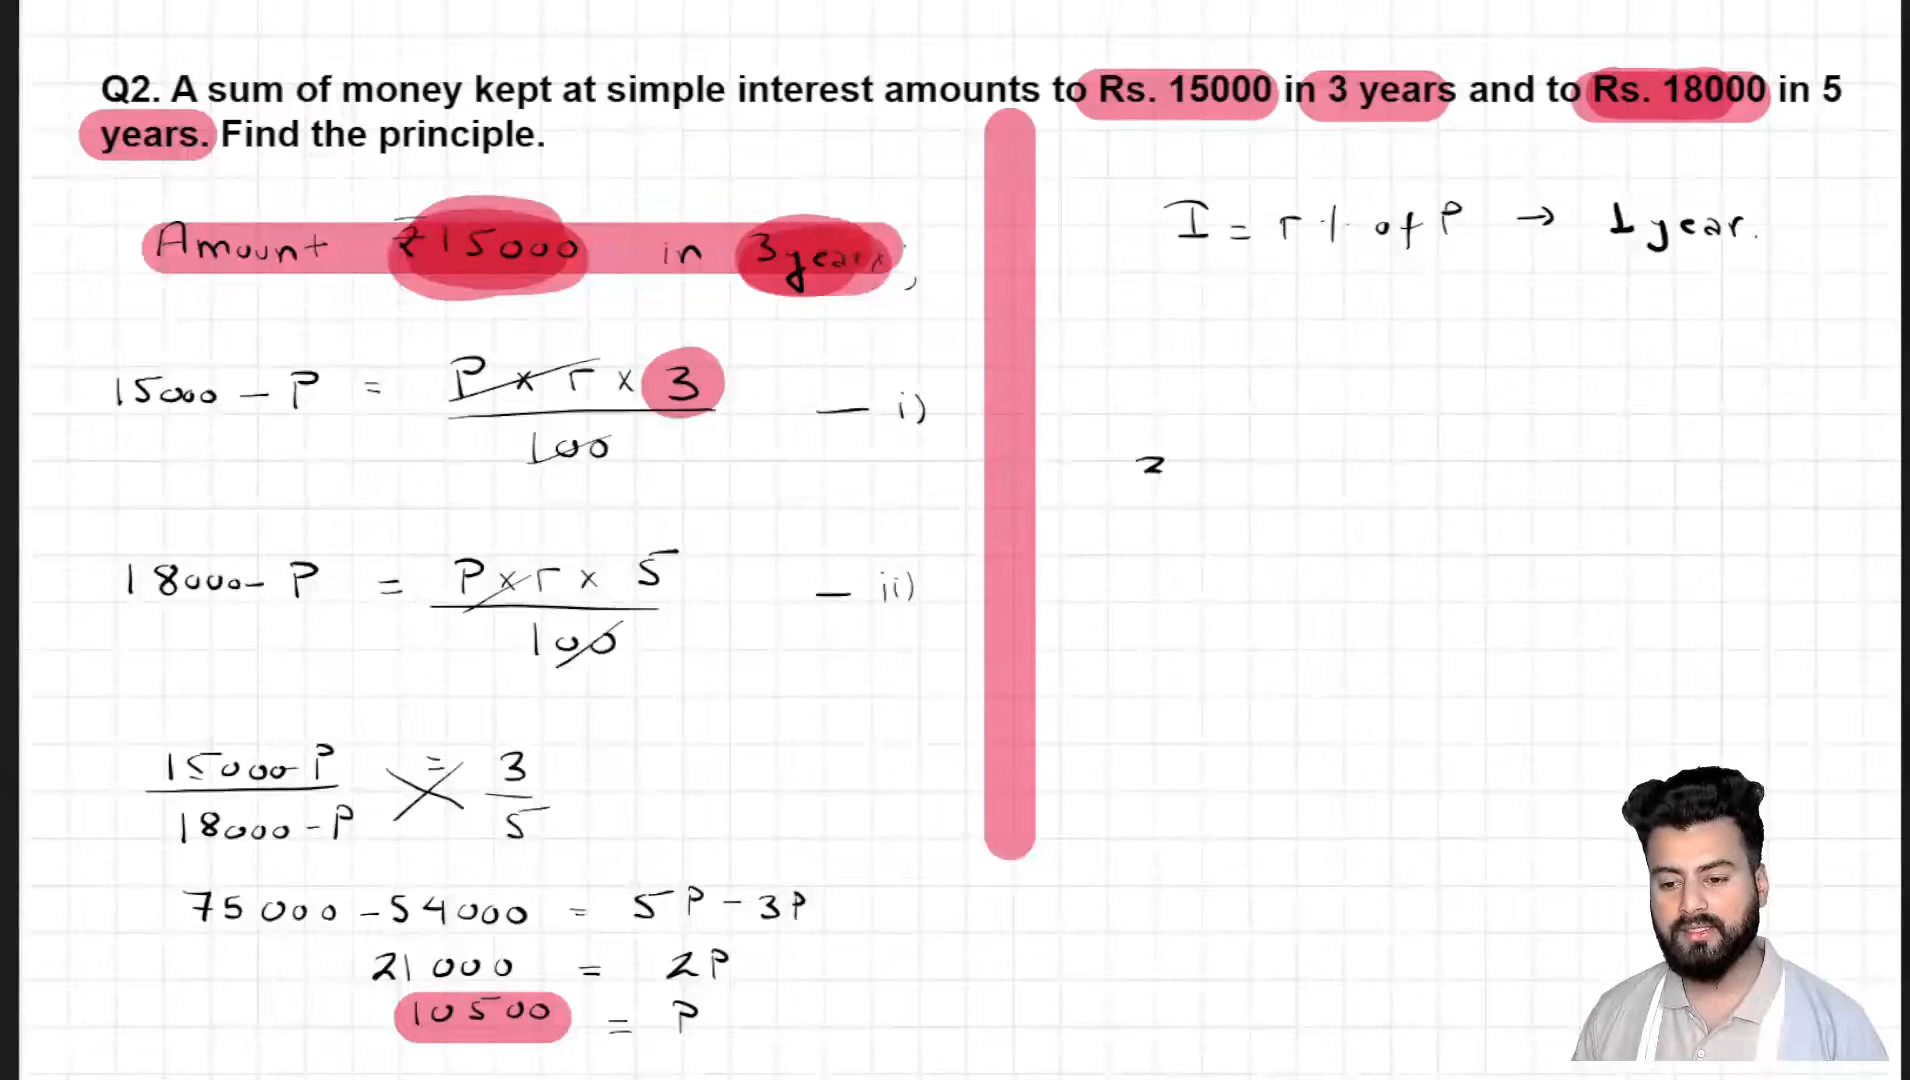 Q2. A sum of money kept at simple interest amounts to Rs. 15000 in 3 years and to Rs. 18000 in 5
years. Find the principle.
Amount ₹15000 in 3 years,
15000 - P = P × r × 3 — i)
100
18000 - P = P × r × 5 — ii)
100
15000 - P = 3
18000 - P 5
75000 - 54000 = 5P - 3P
21000 = 2P
10500 = P
I = r % of P → 1 year.
2